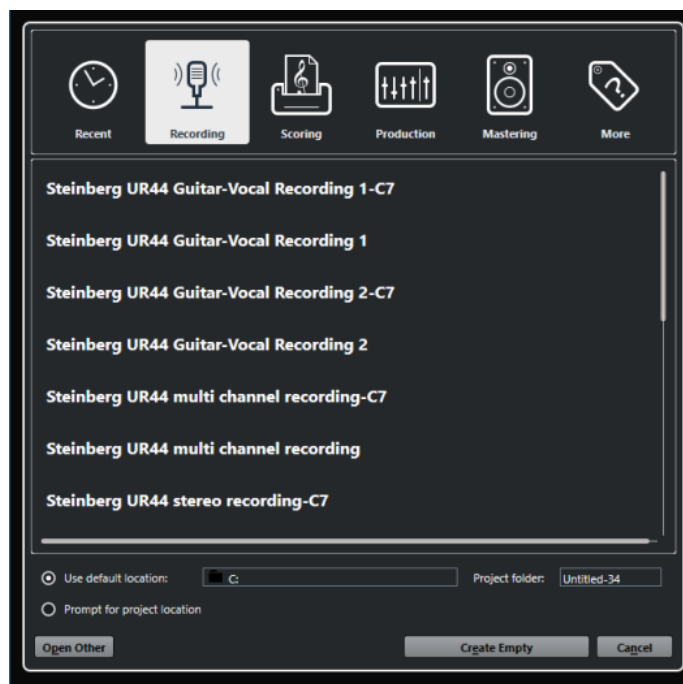 Recent Recording Scoring Production Mastering More
Steinberg UR44 Guitar-Vocal Recording 1-C7
Steinberg UR44 Guitar-Vocal Recording 1
Steinberg UR44 Guitar-Vocal Recording 2-C7
Steinberg UR44 Guitar-Vocal Recording 2
Steinberg UR44 multi channel recording-C7
Steinberg UR44 multi channel recording
Steinberg UR44 stereo recording-C7
Use default location: C: Project folder: Untitled-34
Prompt for project location
Open Other Create Empty Cancel